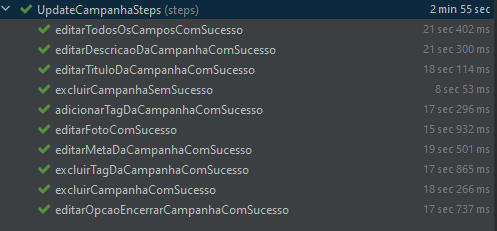 UpdateCampanhaSteps (steps) 2 min 55 sec
editarTodosOsCamposComSucesso 21 sec 402 ms
editarDescricaoDaCampanhaComSucesso 21 sec 300 ms
editarTituloDaCampanhaComSucesso 18 sec 114 ms
excluirCampanhaSemSucesso 8 sec 53 ms
adicionarTagDaCampanhaComSucesso 17 sec 296 ms
editarFotoComSucesso 15 sec 932 ms
editarMetaDaCampanhaComSucesso 19 sec 501 ms
excluirTagDaCampanhaComSucesso 17 sec 865 ms
excluirCampanhaComSucesso 18 sec 266 ms
editarOpcaoEncerrarCampanhaComSucesso 17 sec 737 ms